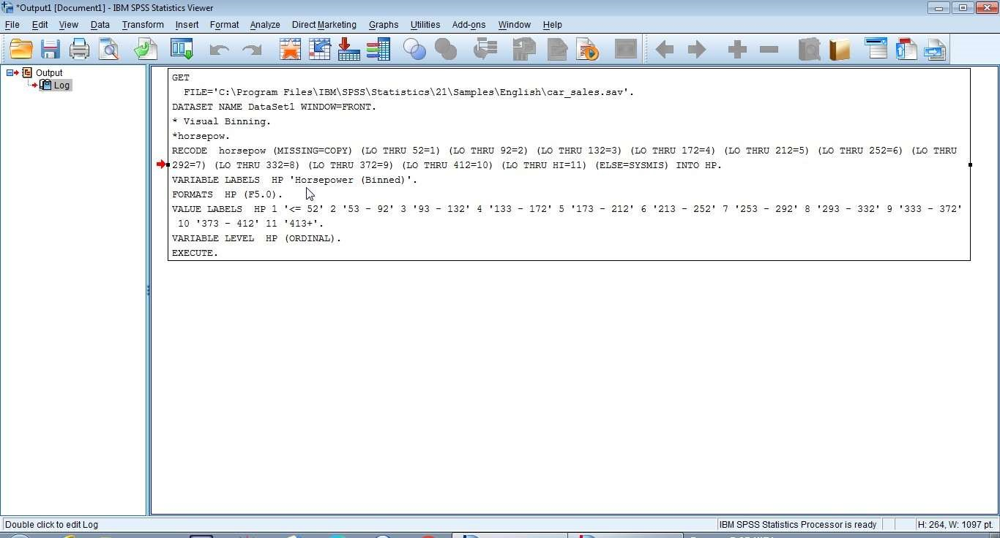 *Output1 [Document1] - IBM SPSS Statistics Viewer
File Edit View Data Transform Insert Format Analyze Direct Marketing Graphs Utilities Add-ons Window Help
Output
Log
GET
FILE='C:\Program Files\IBM\SPSS\Statistics\21\Samples\English\car_sales.sav'.
DATASET NAME DataSet1 WINDOW=FRONT.
* Visual Binning.
*horsepow.
RECODE  horsepow (MISSING=COPY) (LO THRU 52=1) (LO THRU 92=2) (LO THRU 132=3) (LO THRU 172=4) (LO THRU 212=5) (LO THRU 252=6) (LO THRU
292=7) (LO THRU 332=8) (LO THRU 372=9) (LO THRU 412=10) (LO THRU HI=11) (ELSE=SYSMIS) INTO HP.
VARIABLE LABELS  HP 'Horsepower (Binned)'.
FORMATS  HP (F5.0).
VALUE LABELS  HP 1 '<= 52' 2 '53 - 92' 3 '93 - 132' 4 '133 - 172' 5 '173 - 212' 6 '213 - 252' 7 '253 - 292' 8 '293 - 332' 9 '333 - 372'
10 '373 - 412' 11 '413+'.
VARIABLE LEVEL  HP (ORDINAL).
EXECUTE.
Double click to edit Log
IBM SPSS Statistics Processor is ready
H: 264, W: 1097 pt.